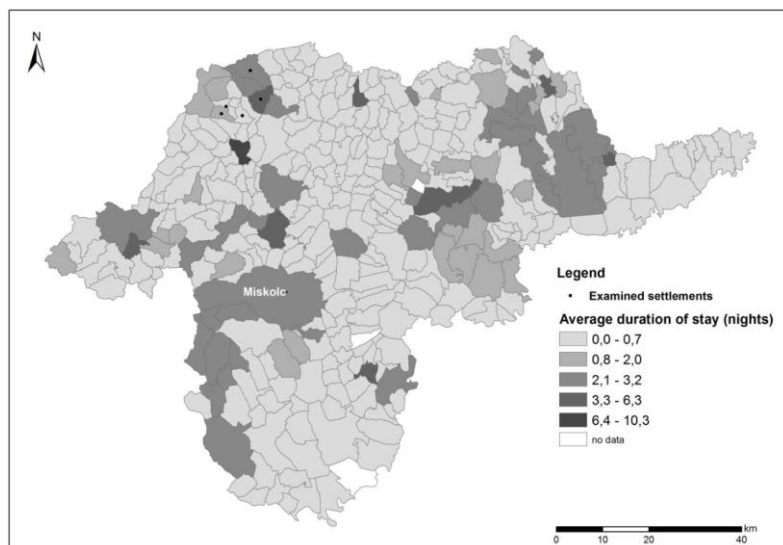 N
Miskolc
Legend
Examined settlements
Average duration of stay (nights)
0,0 - 0,7
0,8 - 2,0
2,1 - 3,2
3,3 - 6,3
6,4 - 10,3
no data
km
0 10 20 40